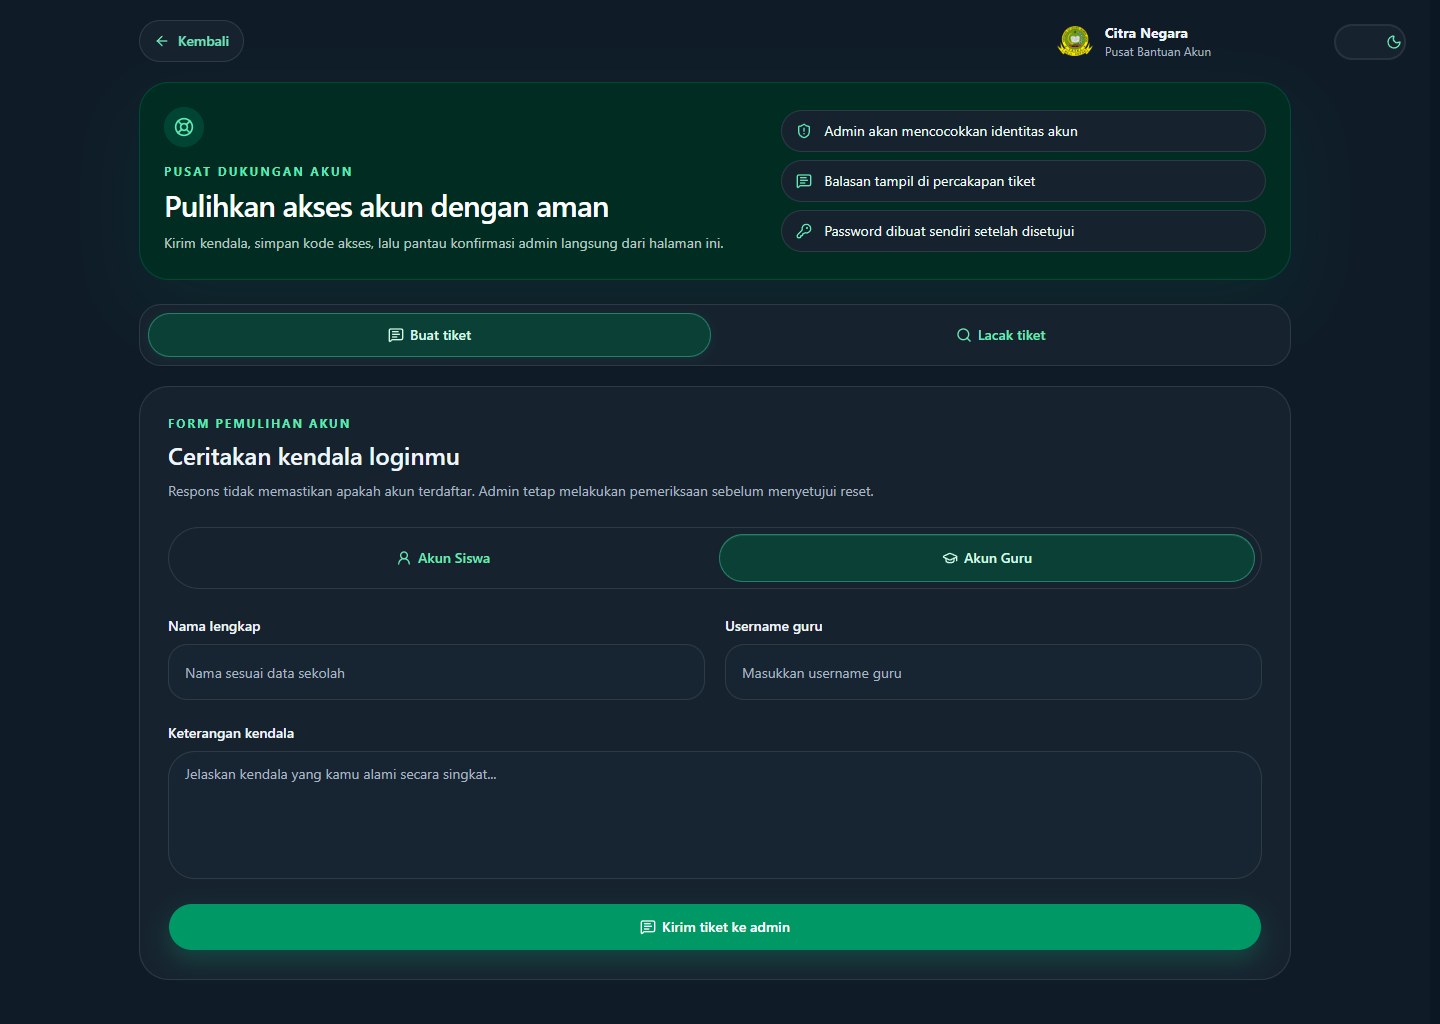 Kembali
Citra Negara
Pusat Bantuan Akun
PUSAT DUKUNGAN AKUN
Pulihkan akses akun dengan aman
Kirim kendala, simpan kode akses, lalu pantau konfirmasi admin langsung dari halaman ini.
Admin akan mencocokkan identitas akun
Balasan tampil di percakapan tiket
Password dibuat sendiri setelah disetujui
Buat tiket
Lacak tiket
FORM PEMULIHAN AKUN
Ceritakan kendala loginmu
Respons tidak memastikan apakah akun terdaftar. Admin tetap melakukan pemeriksaan sebelum menyetujui reset.
Akun Siswa
Akun Guru
Nama lengkap
Username guru
Nama sesuai data sekolah
Masukkan username guru
Keterangan kendala
Jelaskan kendala yang kamu alami secara singkat...
Kirim tiket ke admin